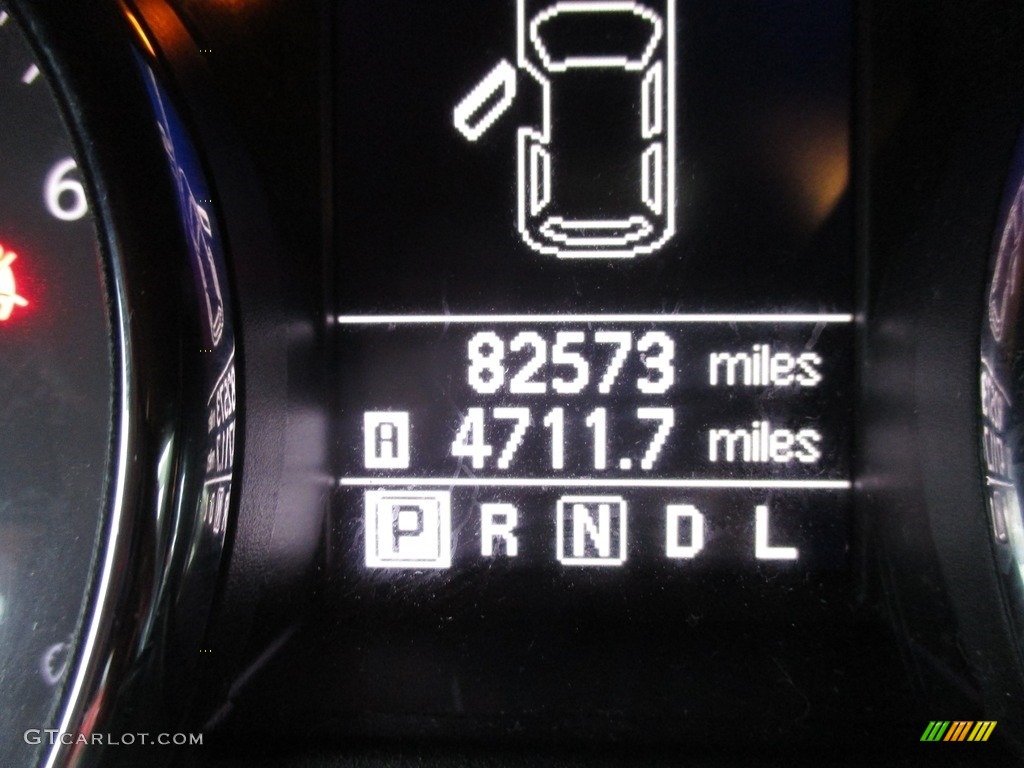 6
82573 miles
A 4711.7 miles
P R N D L
GTCARLOT.COM